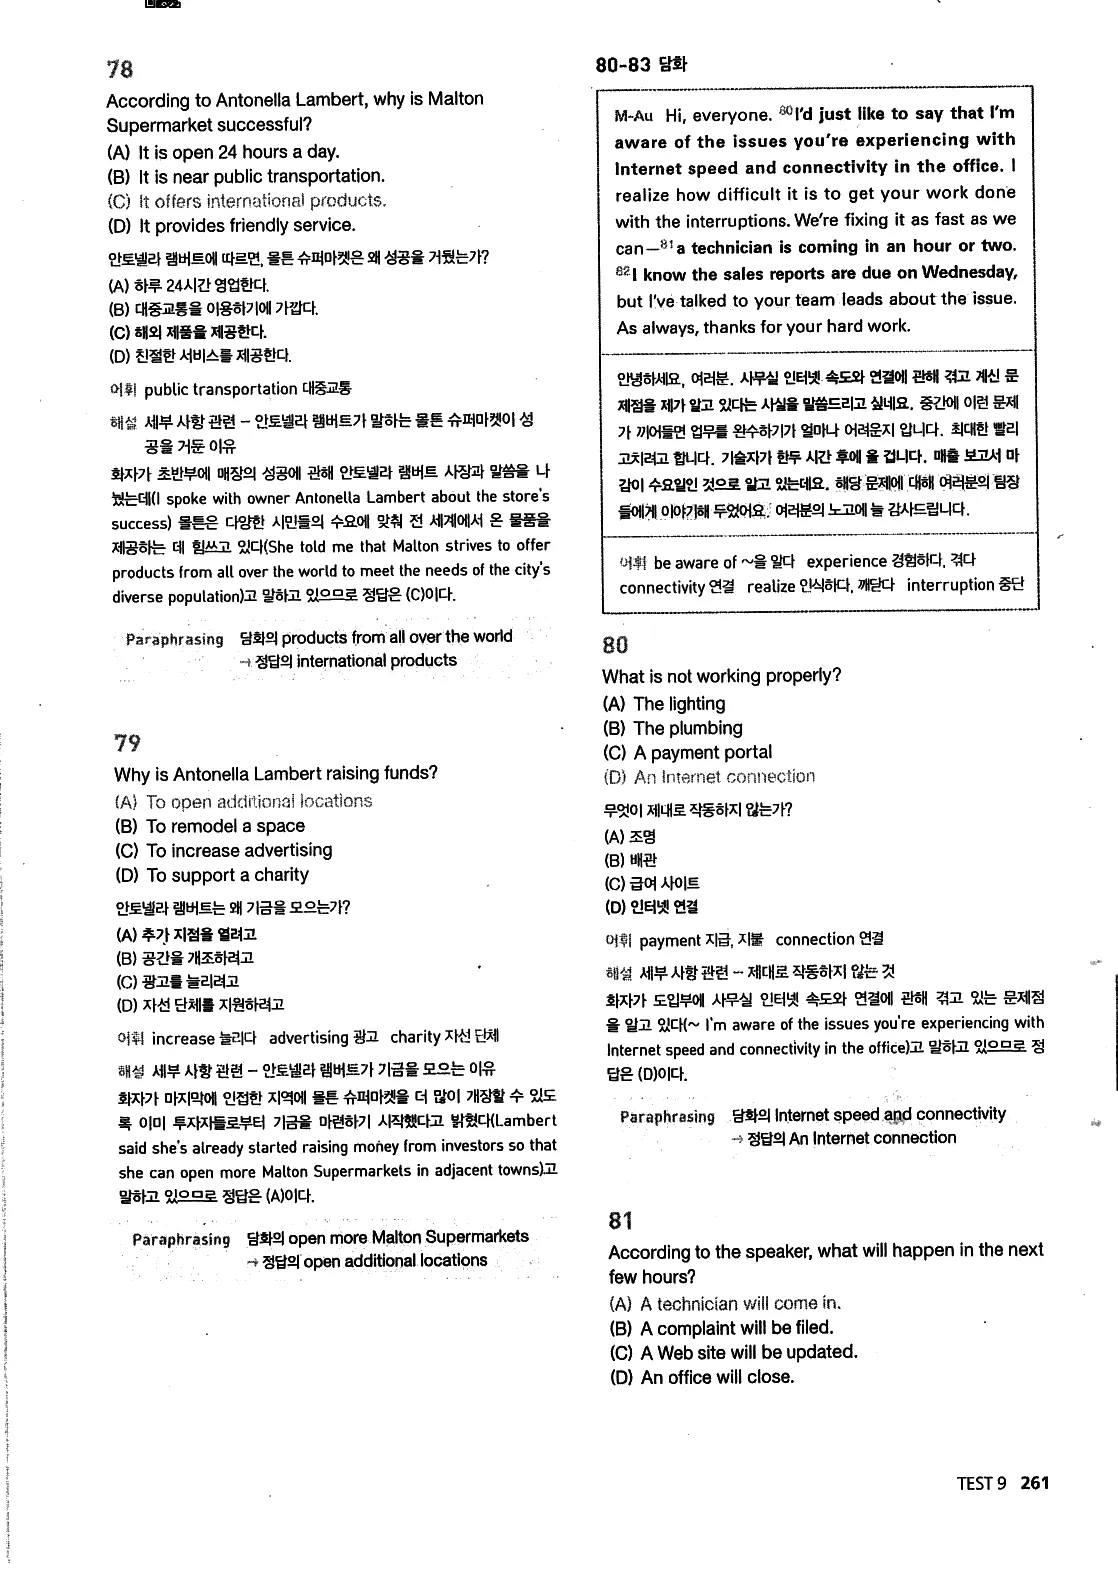 78
According to Antonella Lambert, why is Malton
Supermarket successful?
(A) It is open 24 hours a day.
(B) It is near public transportation.
(C) It offers international products.
(D) It provides friendly service.
안토넬라 램버트에 따르면, 몰튼 슈퍼마켓은 왜 성공을 거뒀는가?
(A) 하루 24시간 영업한다.
(B) 대중교통을 이용하기에 가깝다.
(C) 해외 제품을 제공한다.
(D) 친절한 서비스를 제공한다.
어휘 public transportation 대중교통
해설 세부 사항 관련 – 안토넬라 램버트가 말하는 몰튼 슈퍼마켓이 성
공을 거둔 이유
화자가 초반부에 매장의 성공에 관해 안토넬라 램버트 사장과 말씀을 나
눴는데(I spoke with owner Antonella Lambert about the store's
success) 몰튼은 다양한 시민들의 수요에 맞춰 전 세계에서 온 물품을
제공하는 데 힘쓰고 있다(She told me that Malton strives to offer
products from all over the world to meet the needs of the city's
diverse population)고 말하고 있으므로 정답은 (C)이다.
Paraphrasing 담화의 products from all over the world
→ 정답의 international products
79
Why is Antonella Lambert raising funds?
(A) To open additional locations
(B) To remodel a space
(C) To increase advertising
(D) To support a charity
안토넬라 램버트는 왜 기금을 모으는가?
(A) 추가 지점을 열려고
(B) 공간을 개조하려고
(C) 광고를 늘리려고
(D) 자선 단체를 지원하려고
어휘 increase 늘리다 advertising 광고 charity 자선 단체
해설 세부 사항 관련 – 안토넬라 램버트가 기금을 모으는 이유
화자가 마지막에 인접한 지역에 몰튼 슈퍼마켓을 더 많이 개장할 수 있도
록 이미 투자자들로부터 기금을 마련하기 시작했다고 밝혔다(Lambert
said she's already started raising money from investors so that
she can open more Malton Supermarkets in adjacent towns)고
말하고 있으므로 정답은 (A)이다.
Paraphrasing 담화의 open more Malton Supermarkets
→ 정답의 open additional locations
80-83 담화
M-Au Hi, everyone. 80I'd just like to say that I'm
aware of the issues you're experiencing with
Internet speed and connectivity in the office. I
realize how difficult it is to get your work done
with the interruptions. We're fixing it as fast as we
can—81a technician is coming in an hour or two.
82I know the sales reports are due on Wednesday,
but I've talked to your team leads about the issue.
As always, thanks for your hard work.
안녕하세요, 여러분. 사무실 인터넷 속도와 연결에 관해 겪고 계신 문
제점을 제가 알고 있다는 사실을 말씀드리고 싶네요. 중간에 이런 문제
가 끼어들면 업무를 완수하기가 얼마나 어려운지 압니다. 최대한 빨리
고치려고 합니다. 기술자가 한두 시간 후에 올 겁니다. 매출 보고서 마
감이 수요일인 것으로 알고 있는데요. 해당 문제에 대해 여러분의 팀장
들에게 이야기해 두었어요. 여러분의 노고에 늘 감사드립니다.
어휘 be aware of ~을 알다 experience 경험하다, 겪다
connectivity 연결 realize 인식하다, 깨닫다 interruption 중단
80
What is not working properly?
(A) The lighting
(B) The plumbing
(C) A payment portal
(D) An Internet connection
무엇이 제대로 작동하지 않는가?
(A) 조명
(B) 배관
(C) 급여 사이트
(D) 인터넷 연결
어휘 payment 지급, 지불 connection 연결
해설 세부 사항 관련 – 제대로 작동하지 않는 것
화자가 도입부에 사무실 인터넷 속도와 연결에 관해 겪고 있는 문제점
을 알고 있다(~ I'm aware of the issues you're experiencing with
Internet speed and connectivity in the office)고 말하고 있으므로 정
답은 (D)이다.
Paraphrasing 담화의 Internet speed and connectivity
→ 정답의 An Internet connection
81
According to the speaker, what will happen in the next
few hours?
(A) A technician will come in.
(B) A complaint will be filed.
(C) A Web site will be updated.
(D) An office will close.
TEST 9 261